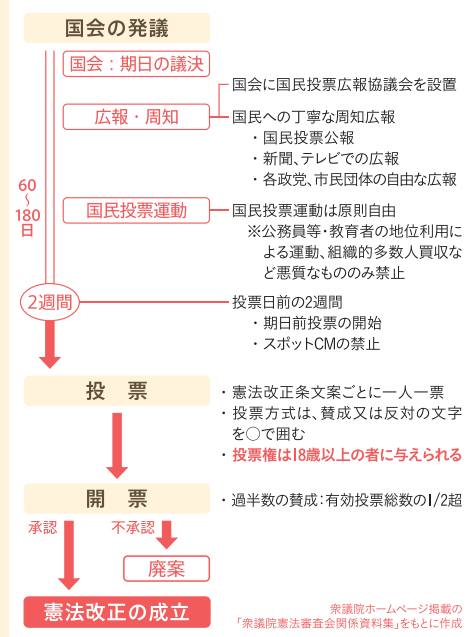 国会の発議
国会：期日の議決
国会に国民投票広報協議会を設置
広報・周知
国民への丁寧な周知広報
・国民投票公報
・新聞、テレビでの広報
・各政党、市民団体の自由な広報
60
〜
180
日
国民投票運動
国民投票運動は原則自由
※公務員等・教育者の地位利用に
よる運動、組織的多数人買収な
ど悪質なもののみ禁止
2週間
投票日前の2週間
・期日前投票の開始
・スポットCMの禁止
投　票
・憲法改正条文案ごとに一人一票
・投票方式は、賛成又は反対の文字
を○で囲む
・投票権は18歳以上の者に与えられる
開　票
・過半数の賛成：有効投票総数の1/2超
承認
不承認
廃案
憲法改正の成立
衆議院ホームページ掲載の
「衆議院憲法審査会関係資料集」をもとに作成